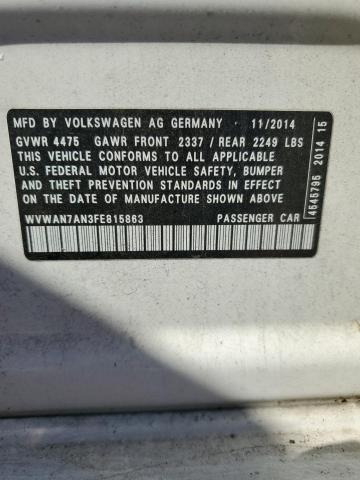 MFD BY VOLKSWAGEN AG GERMANY · 11/2014
GVWR 4475 GAWR FRONT 2337 / REAR 2249 LBS
THIS VEHICLE CONFORMS TO ALL APPLICABLE
U.S. FEDERAL MOTOR VEHICLE SAFETY, BUMPER
AND THEFT PREVENTION STANDARDS IN EFFECT
ON THE DATE OF MANUFACTURE SHOWN ABOVE
WVWAN7AN3FE815863 PASSENGER CAR
4545795 2014 15